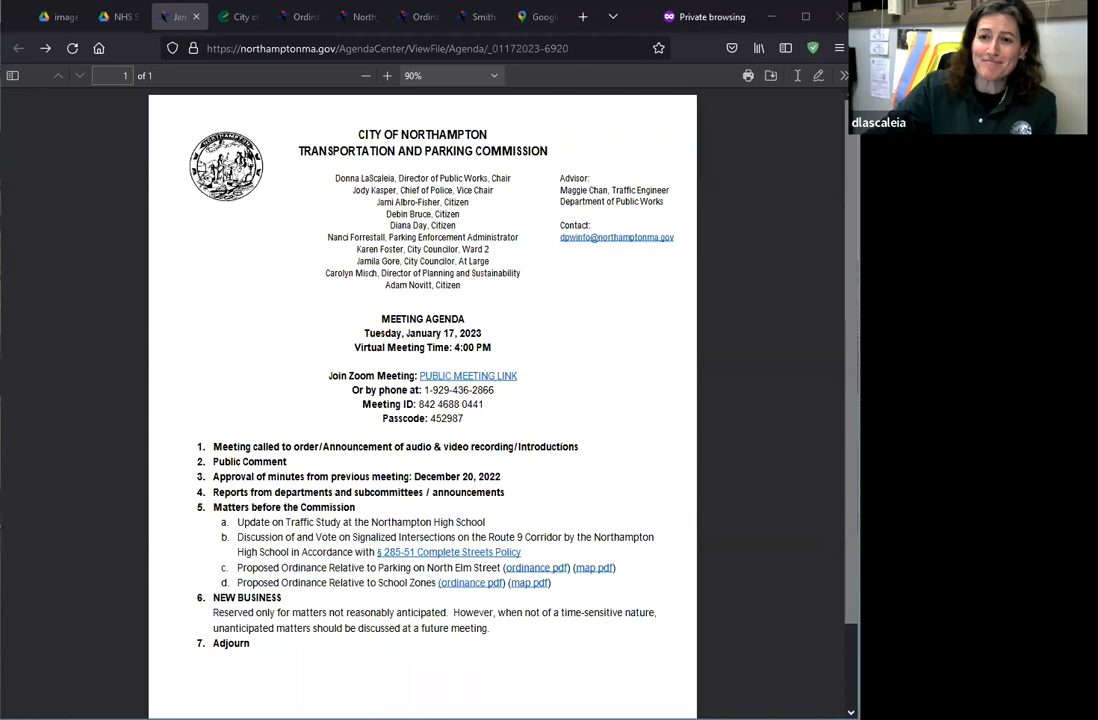 image
NHS S
Jan
City of
Ordina
North_
Ordina
Smith
Google
Private browsing
https://northamptonma.gov/AgendaCenter/ViewFile/Agenda/_01172023-6920
1 of 1
90%
dlascaleia
CITY OF NORTHAMPTON
TRANSPORTATION AND PARKING COMMISSION
Donna LaScaleia, Director of Public Works, Chair
Jody Kasper, Chief of Police, Vice Chair
Jami Albro-Fisher, Citizen
Debin Bruce, Citizen
Diana Day, Citizen
Nanci Forrestall, Parking Enforcement Administrator
Karen Foster, City Councilor, Ward 2
Jamila Gore, City Councilor, At Large
Carolyn Misch, Director of Planning and Sustainability
Adam Novitt, Citizen
Advisor:
Maggie Chan, Traffic Engineer
Department of Public Works
Contact:
dpwinfo@northamptonma.gov
MEETING AGENDA
Tuesday, January 17, 2023
Virtual Meeting Time: 4:00 PM
Join Zoom Meeting: PUBLIC MEETING LINK
Or by phone at: 1-929-436-2866
Meeting ID: 842 4688 0441
Passcode: 452987
1. Meeting called to order/Announcement of audio & video recording/Introductions
2. Public Comment
3. Approval of minutes from previous meeting: December 20, 2022
4. Reports from departments and subcommittees / announcements
5. Matters before the Commission
a. Update on Traffic Study at the Northampton High School
b. Discussion of and Vote on Signalized Intersections on the Route 9 Corridor by the Northampton
High School in Accordance with § 285-51 Complete Streets Policy
c. Proposed Ordinance Relative to Parking on North Elm Street (ordinance pdf) (map pdf)
d. Proposed Ordinance Relative to School Zones (ordinance pdf) (map pdf)
6. NEW BUSINESS
Reserved only for matters not reasonably anticipated. However, when not of a time-sensitive nature,
unanticipated matters should be discussed at a future meeting.
7. Adjourn